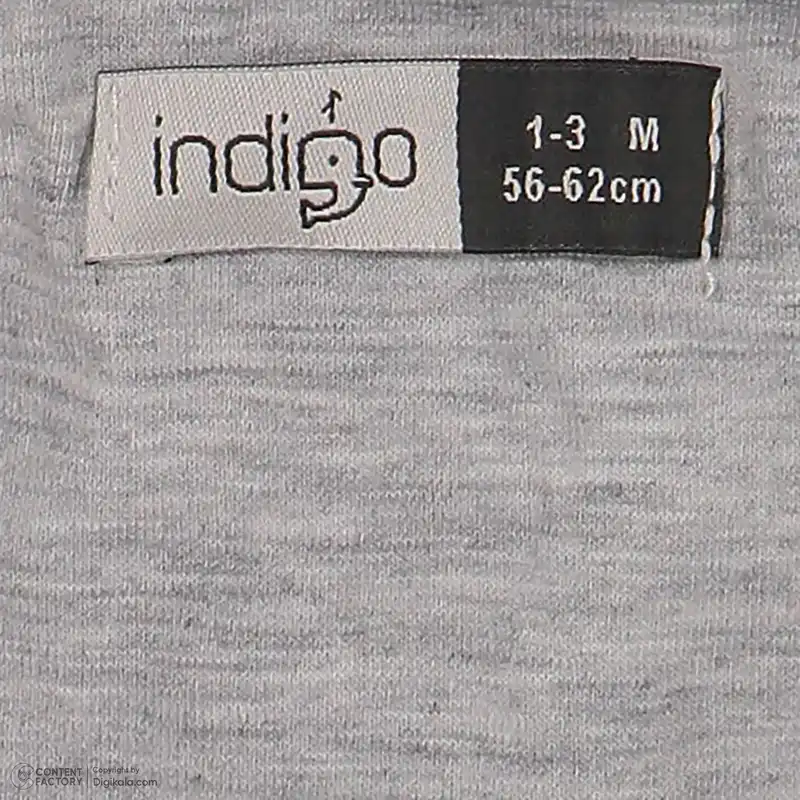 indigo
1-3 M
56-62cm
CONTENT
FACTORY
Copyright by
Digikala.com